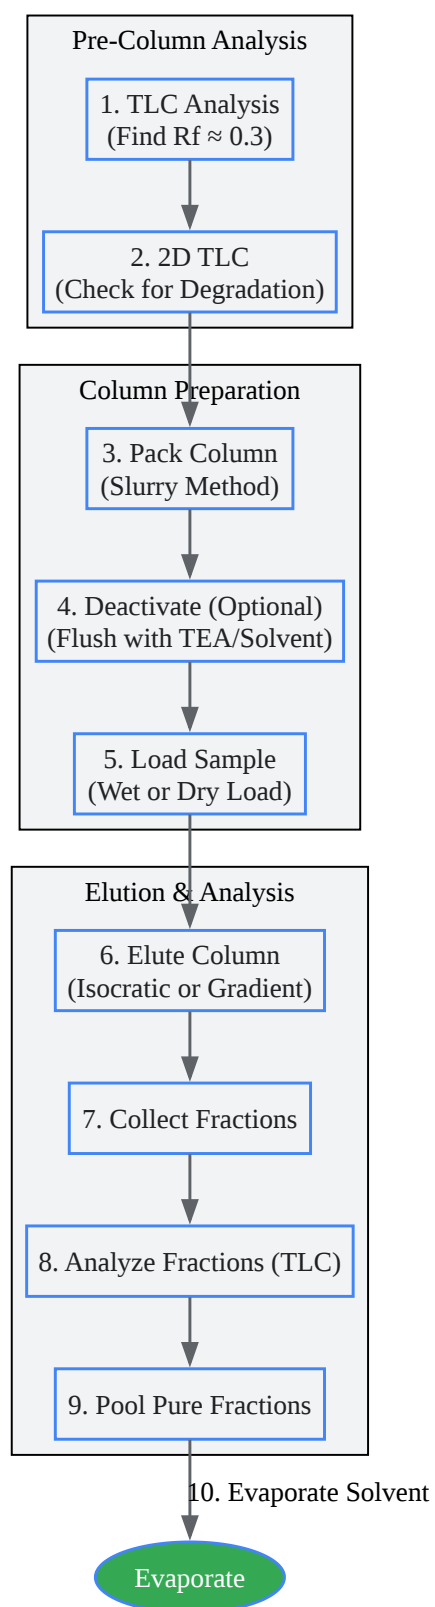 Pre-Column Analysis
1. TLC Analysis
(Find Rf ≈ 0.3)
2. 2D TLC
(Check for Degradation)
Column Preparation
3. Pack Column
(Slurry Method)
4. Deactivate (Optional)
(Flush with TEA/Solvent)
5. Load Sample
(Wet or Dry Load)
Elution & Analysis
6. Elute Column
(Isocratic or Gradient)
7. Collect Fractions
8. Analyze Fractions (TLC)
9. Pool Pure Fractions
10. Evaporate Solvent
Evaporate